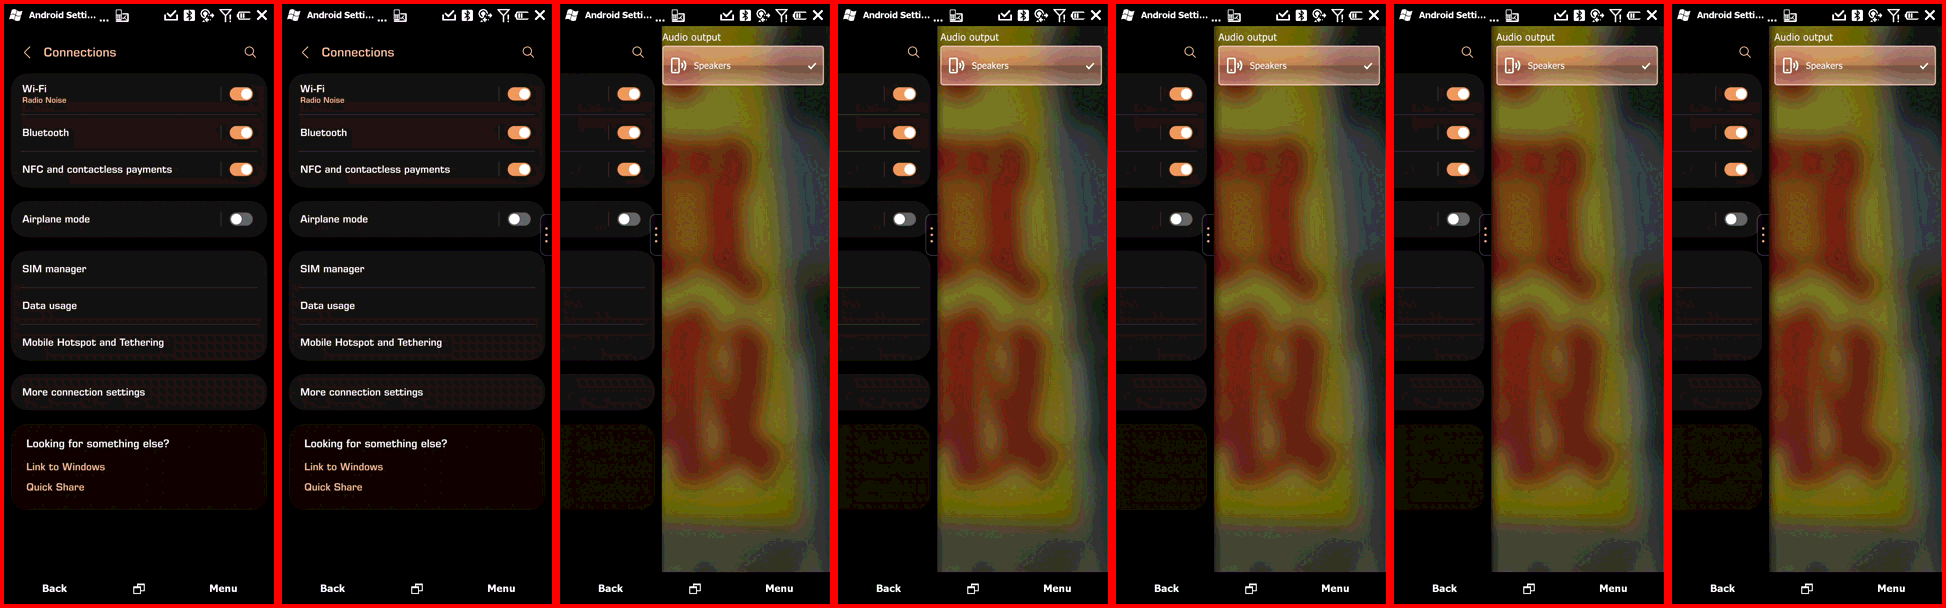 Android Setti... ...
Connections
Wi-Fi
Radio Noise
Bluetooth
NFC and contactless payments
Airplane mode
SIM manager
Data usage
Mobile Hotspot and Tethering
More connection settings
Looking for something else?
Link to Windows
Quick Share
Back Menu
Android Setti... ...
Connections
Wi-Fi
Radio Noise
Bluetooth
NFC and contactless payments
Airplane mode
SIM manager
Data usage
Mobile Hotspot and Tethering
More connection settings
Looking for something else?
Link to Windows
Quick Share
Back Menu
Android Setti... ...
Audio output
Speakers
Back Menu
Android Setti... ...
Audio output
Speakers
Back Menu
Android Setti... ...
Audio output
Speakers
Back Menu
Android Setti... ...
Audio output
Speakers
Back Menu
Android Setti... ...
Audio output
Speakers
Back Menu